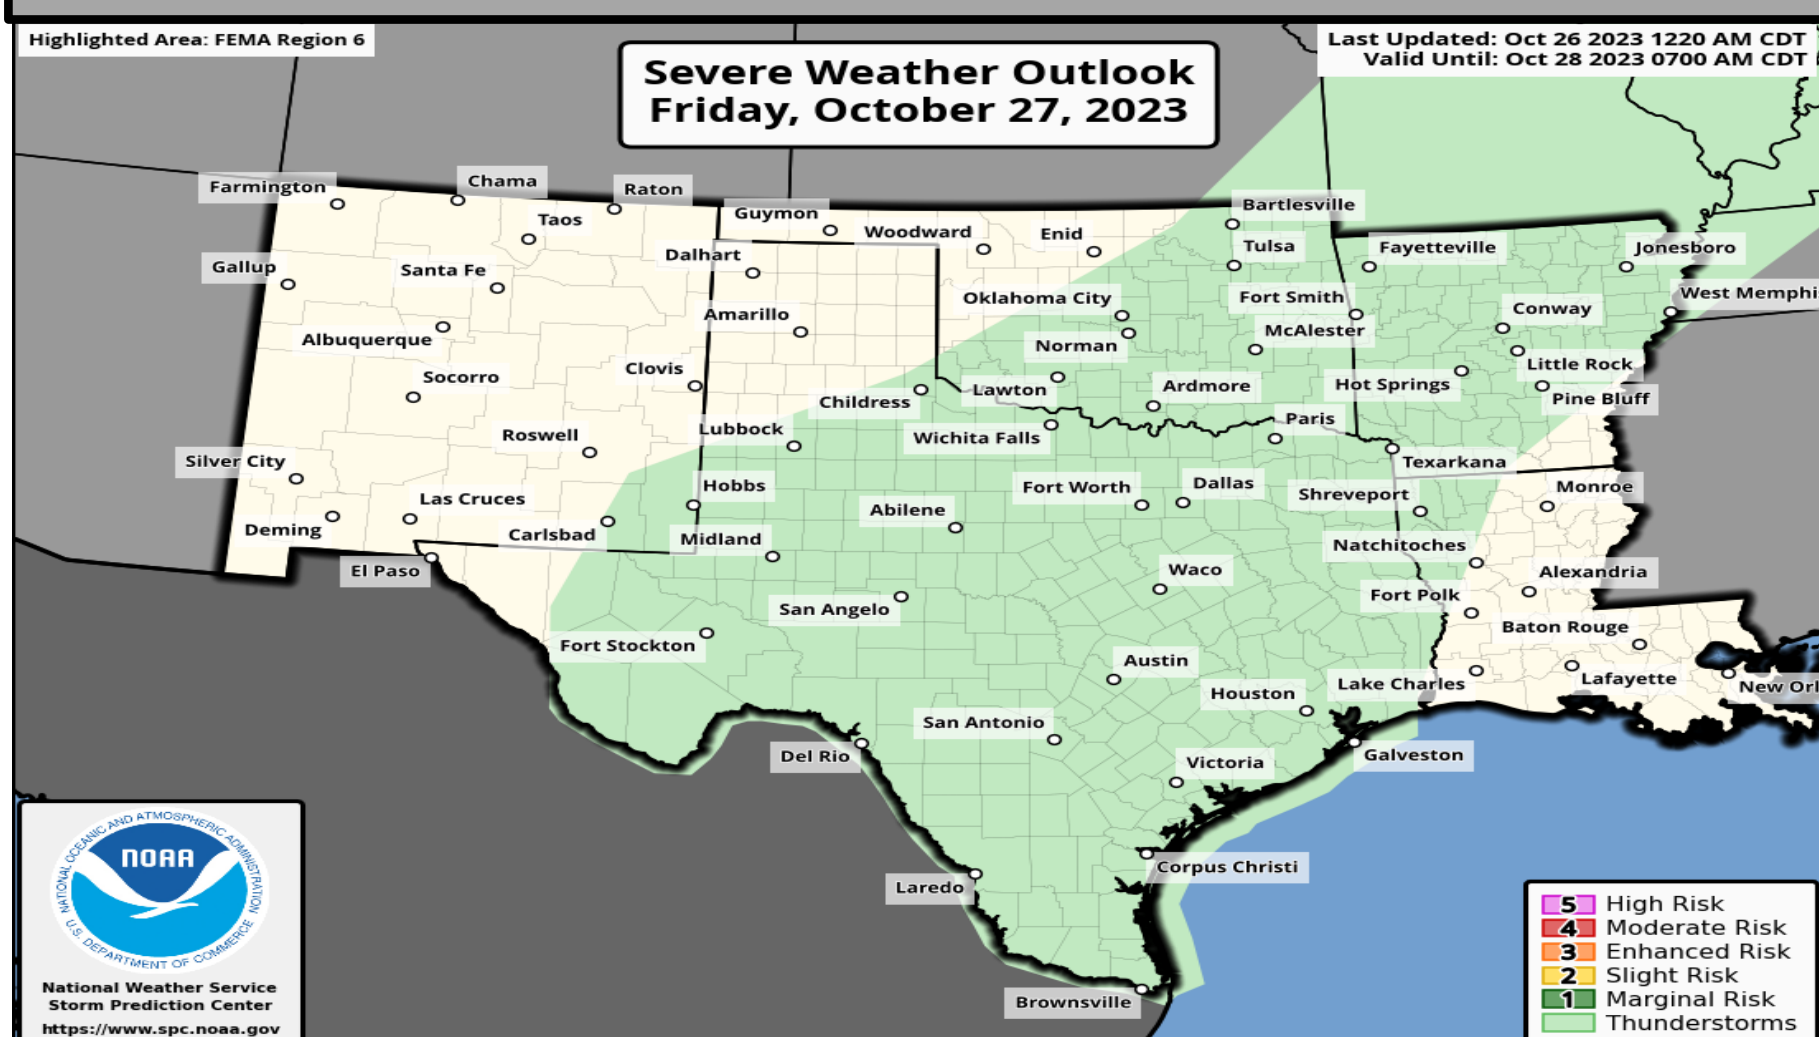 Highlighted Area: FEMA Region 6
Last Updated: Oct 26 2023 1220 AM CDT
Valid Until: Oct 28 2023 0700 AM CDT
Severe Weather Outlook
Friday, October 27, 2023
Farmington
Chama
Raton
Taos
Guymon
Woodward
Enid
Bartlesville
Tulsa
Fayetteville
Jonesboro
Gallup
Santa Fe
Dalhart
Oklahoma City
Fort Smith
Conway
West Memphi
Albuquerque
Amarillo
Norman
McAlester
Socorro
Clovis
Childress
Lawton
Ardmore
Hot Springs
Little Rock
Pine Bluff
Roswell
Lubbock
Wichita Falls
Paris
Texarkana
Silver City
Las Cruces
Hobbs
Fort Worth
Dallas
Shreveport
Monroe
Deming
Carlsbad
Midland
Abilene
Natchitoches
El Paso
Waco
Alexandria
San Angelo
Fort Polk
Baton Rouge
Fort Stockton
Austin
Houston
Lake Charles
Lafayette
New Orl
San Antonio
Del Rio
Victoria
Galveston
Laredo
Corpus Christi
Brownsville
NATIONAL OCEANIC AND ATMOSPHERIC ADMINISTRATION
NOAA
U.S. DEPARTMENT OF COMMERCE
National Weather Service
Storm Prediction Center
https://www.spc.noaa.gov
5 High Risk
4 Moderate Risk
3 Enhanced Risk
2 Slight Risk
1 Marginal Risk
Thunderstorms